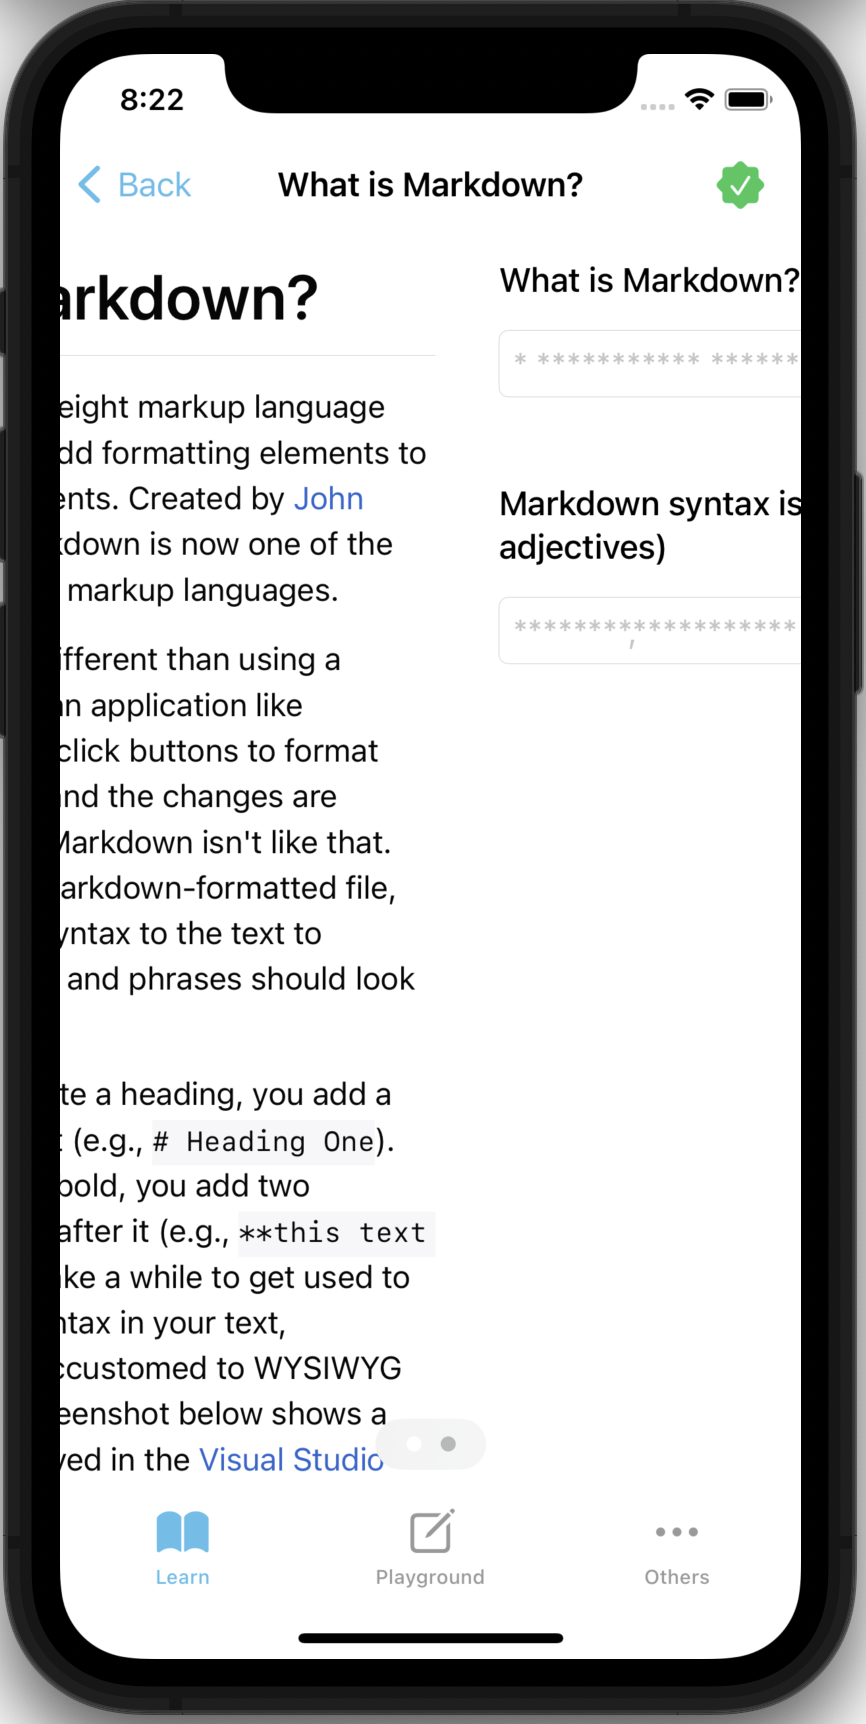 8:22
Back
What is Markdown?
arkdown?
eight markup language
dd formatting elements to
ents. Created by John
kdown is now one of the
markup languages.
ifferent than using a
n application like
click buttons to format
nd the changes are
Markdown isn't like that.
arkdown-formatted file,
yntax to the text to
and phrases should look
te a heading, you add a
t (e.g., # Heading One).
bold, you add two
after it (e.g., **this text
ke a while to get used to
ntax in your text,
ccustomed to WYSIWYG
eenshot below shows a
yed in the Visual Studio
What is Markdown?
* *********** ******
Markdown syntax is
adjectives)
********,***********
Learn
Playground
Others